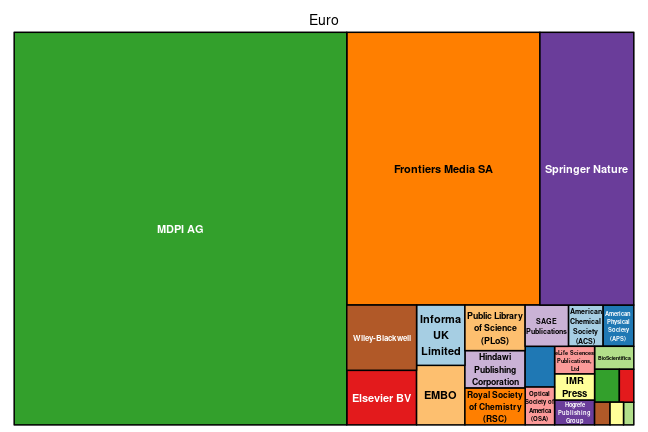 Euro
MDPI AG
Frontiers Media SA
Springer Nature
Wiley-Blackwell
Elsevier BV
Informa
UK
Limited
EMBO
Public Library
of Science
(PLoS)
Hindawi
Publishing
Corporation
Royal Society
of Chemistry
(RSC)
SAGE
Publications
American
Chemical
Society
(ACS)
American
Physical
Society
(APS)
Optical
Society of
America
(OSA)
eLife Sciences
Publications,
Ltd
IMR
Press
Hogrefe
Publishing
Group
BioScientifica